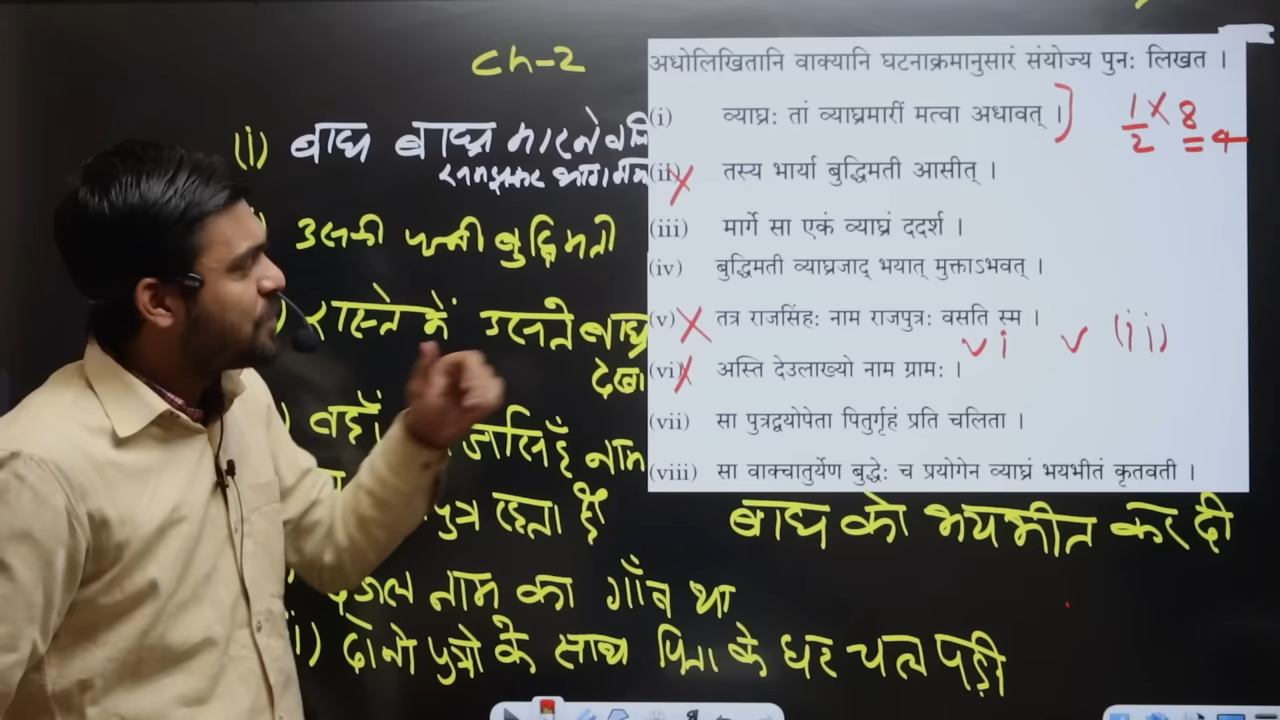 Ch-2
अधोलिखितानि वाक्यानि घटनाक्रमानुसारं संयोज्य पुनः लिखत ।
(i) व्याघ्रः तां व्याघ्रमारीं मत्वा अधावत् ।
1/2 × 8 = 4
(ii) तस्य भार्या बुद्धिमती आसीत् ।
(iii) मार्गे सा एकं व्याघ्रं ददर्श ।
(iv) बुद्धिमती व्याघ्रजाद् भयात् मुक्ताऽभवत् ।
(v) तत्र राजसिंहः नाम राजपुत्रः वसति स्म ।
vi v (ii)
(vi) अस्ति देउलाख्यो नाम ग्रामः ।
(vii) सा पुत्रद्वयोपेता पितुर्गृहं प्रति चलिता ।
(viii) सा वाक्चातुर्येण बुद्धेः च प्रयोगेन व्याघ्रं भयभीतं कृतवती ।
(i) बाघ बाघ मारने
उसकी पत्नी बुद्धिमती
रास्ते में उसने बाघ
देखा
वहाँ नाम
पुत्र रहता है
बाघ को भयभीत कर दी
नाम का गाँव था
दोनो पुत्रो के साथ पिता के घर चल पड़ी